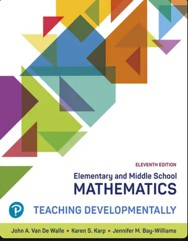 ELEVENTH EDITION
Elementary and Middle School
MATHEMATICS
P
TEACHING DEVELOPMENTALLY
John A. Van De Walle Karen S. Karp Jennifer M. Bay-Williams